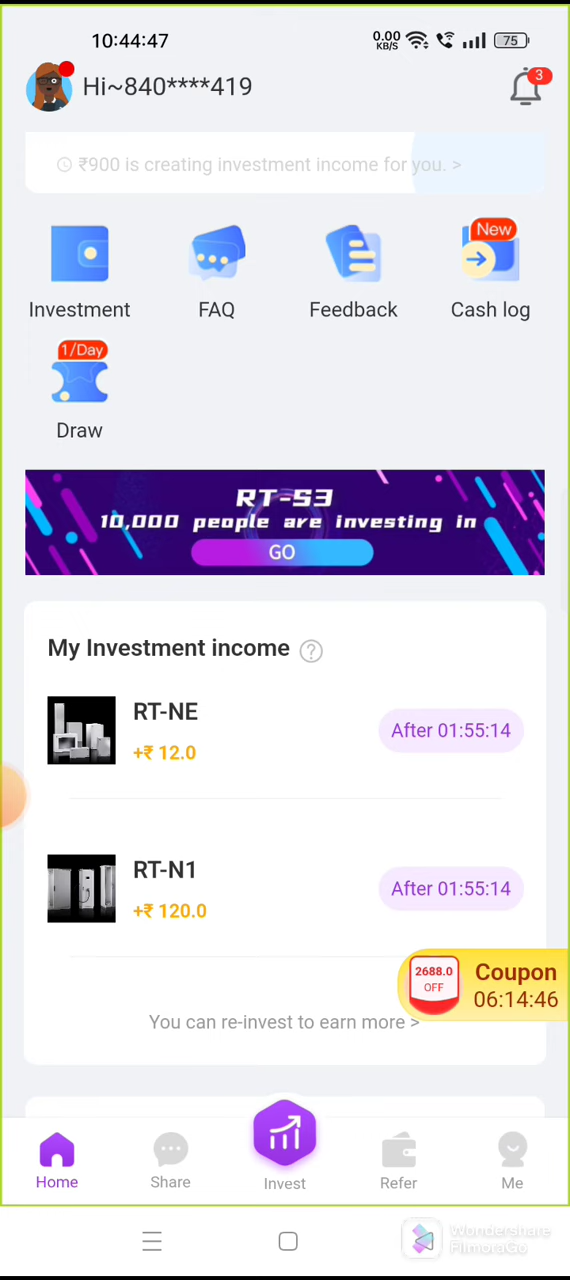 10:44:47
0.00
KB/S
75
Hi~840****419
3
₹900 is creating investment income for you. >
New
Investment
FAQ
Feedback
Cash log
1/Day
Draw
RT-S3
10,000 people are investing in
GO
My Investment income ?
RT-NE
+₹ 12.0
After 01:55:14
RT-N1
+₹ 120.0
After 01:55:14
2688.0
OFF
Coupon
06:14:46
You can re-invest to earn more >
Home
Share
Invest
Refer
Me
Wondershare
FilmoraGo